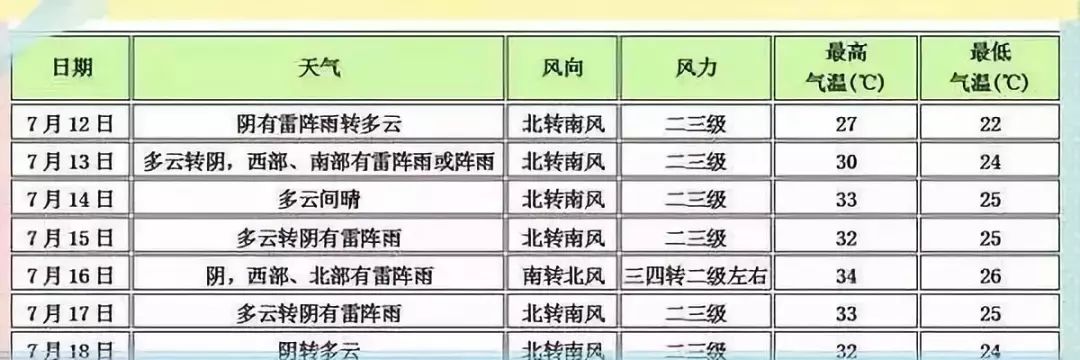 日期 天气 风向 风力 最高气温(℃) 最低气温(℃)
7月12日 阴有雷阵雨转多云 北转南风 二三级 27 22
7月13日 多云转阴，西部、南部有雷阵雨或阵雨 北转南风 二三级 30 24
7月14日 多云间晴 北转南风 二三级 33 25
7月15日 多云转阴有雷阵雨 北转南风 二三级 32 25
7月16日 阴，西部、北部有雷阵雨 南转北风 三四转二级左右 34 26
7月17日 多云转阴有雷阵雨 北转南风 二三级 33 25
7月18日 阴转多云 北转南风 二三级 32 24